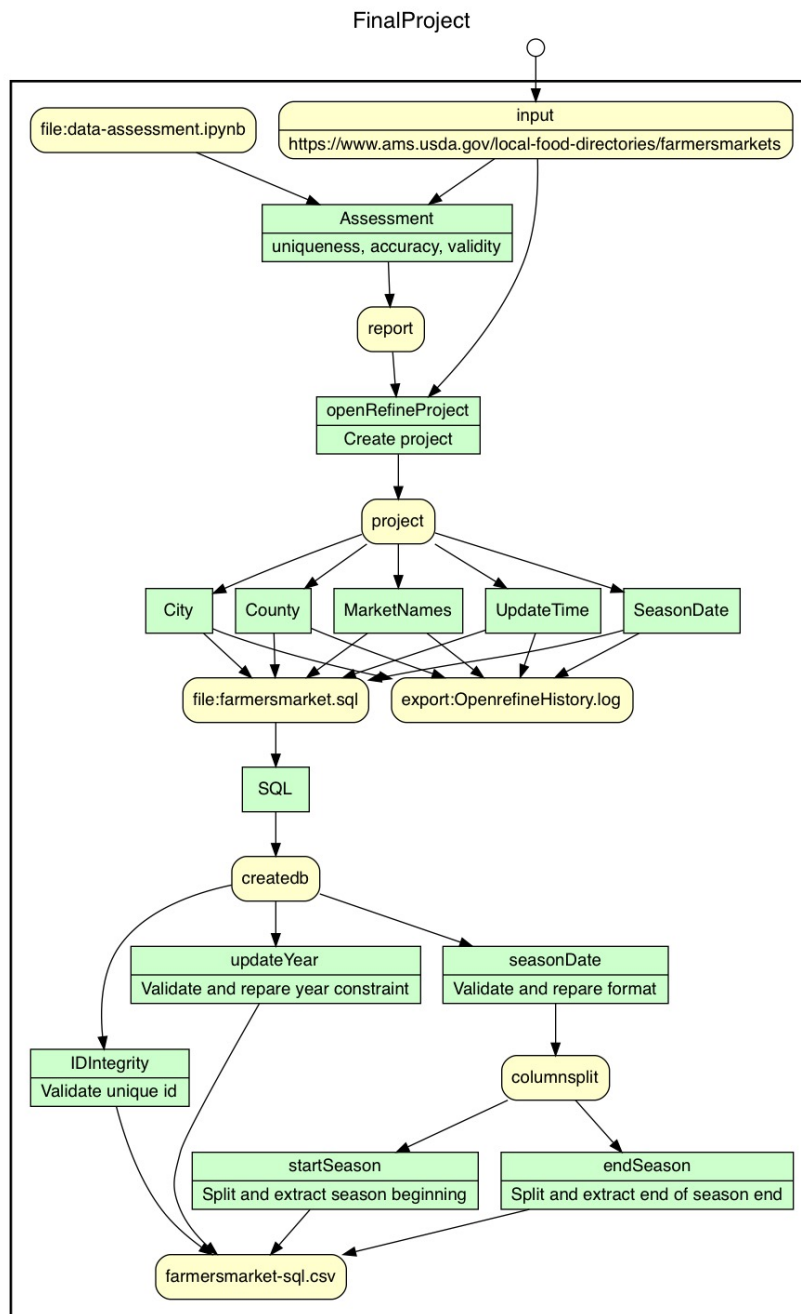 FinalProject
file:data-assessment.ipynb
input
https://www.ams.usda.gov/local-food-directories/farmersmarkets
Assessment
uniqueness, accuracy, validity
report
openRefineProject
Create project
project
City
County
MarketNames
UpdateTime
SeasonDate
file:farmersmarket.sql
export:OpenrefineHistory.log
SQL
createdb
updateYear
Validate and repare year constraint
seasonDate
Validate and repare format
IDIntegrity
Validate unique id
columnsplit
startSeason
Split and extract season beginning
endSeason
Split and extract end of season end
farmersmarket-sql.csv